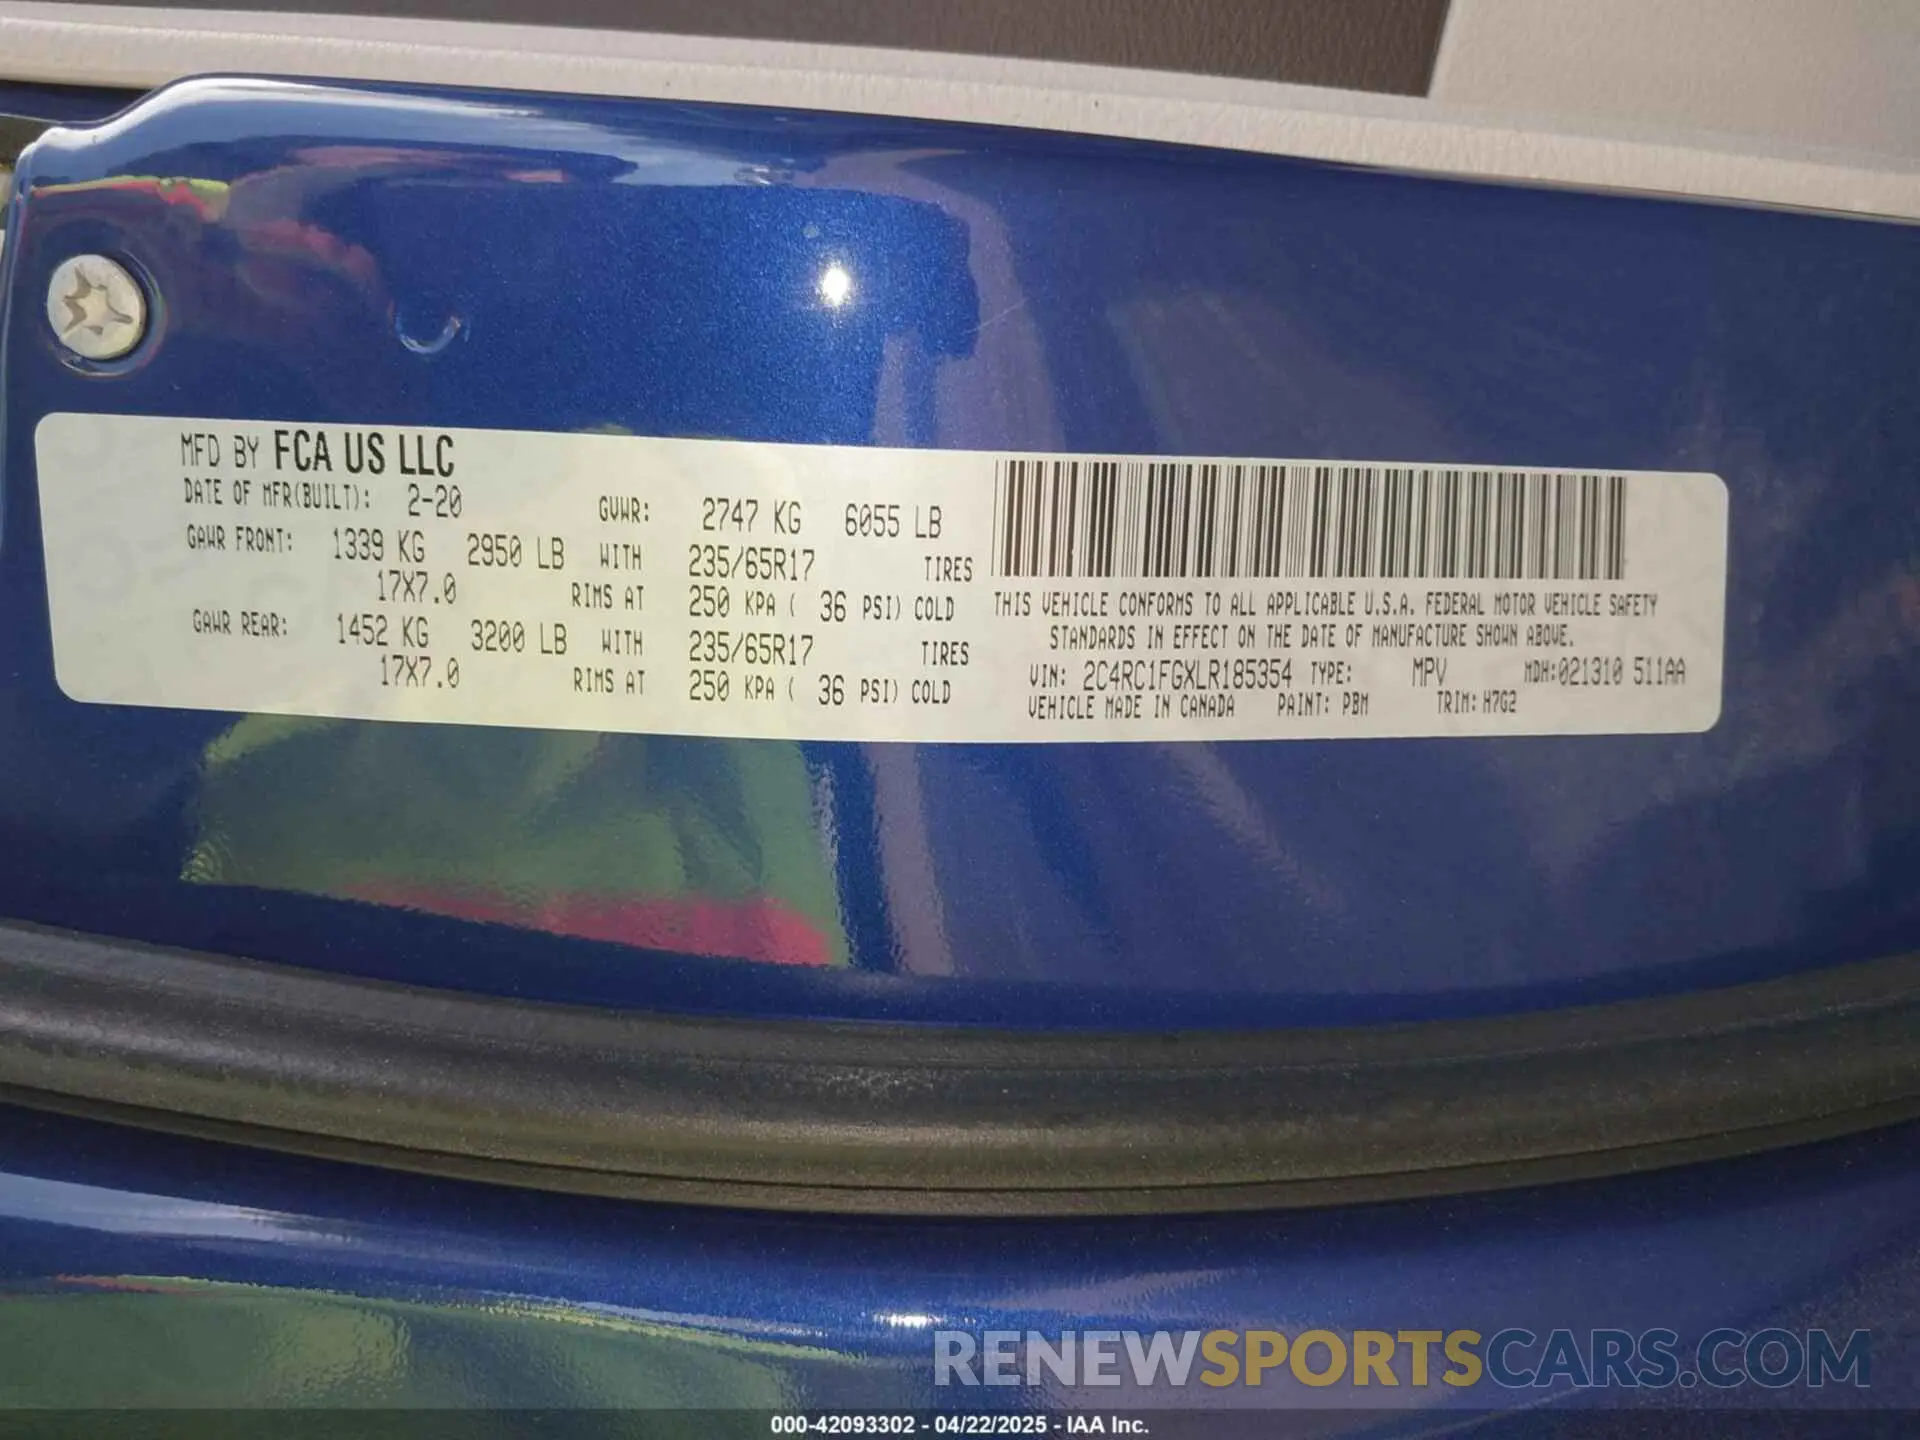 MFD BY FCA US LLC
DATE OF MFR(BUILT): 2-20 GVWR: 2747 KG 6055 LB
GAWR FRONT: 1339 KG 2950 LB WITH 235/65R17 TIRES
17X7.0 RIMS AT 250 KPA ( 36 PSI) COLD
GAWR REAR: 1452 KG 3200 LB WITH 235/65R17 TIRES
17X7.0 RIMS AT 250 KPA ( 36 PSI) COLD
THIS VEHICLE CONFORMS TO ALL APPLICABLE U.S.A. FEDERAL MOTOR VEHICLE SAFETY
STANDARDS IN EFFECT ON THE DATE OF MANUFACTURE SHOWN ABOVE.
VIN: 2C4RC1FGXLR185354 TYPE: MPV MDH:021310 511AA
VEHICLE MADE IN CANADA PAINT: PBM TRIM: H7G2
RENEWSPORTSCARS.COM
000-42093302 - 04/22/2025 - IAA Inc.